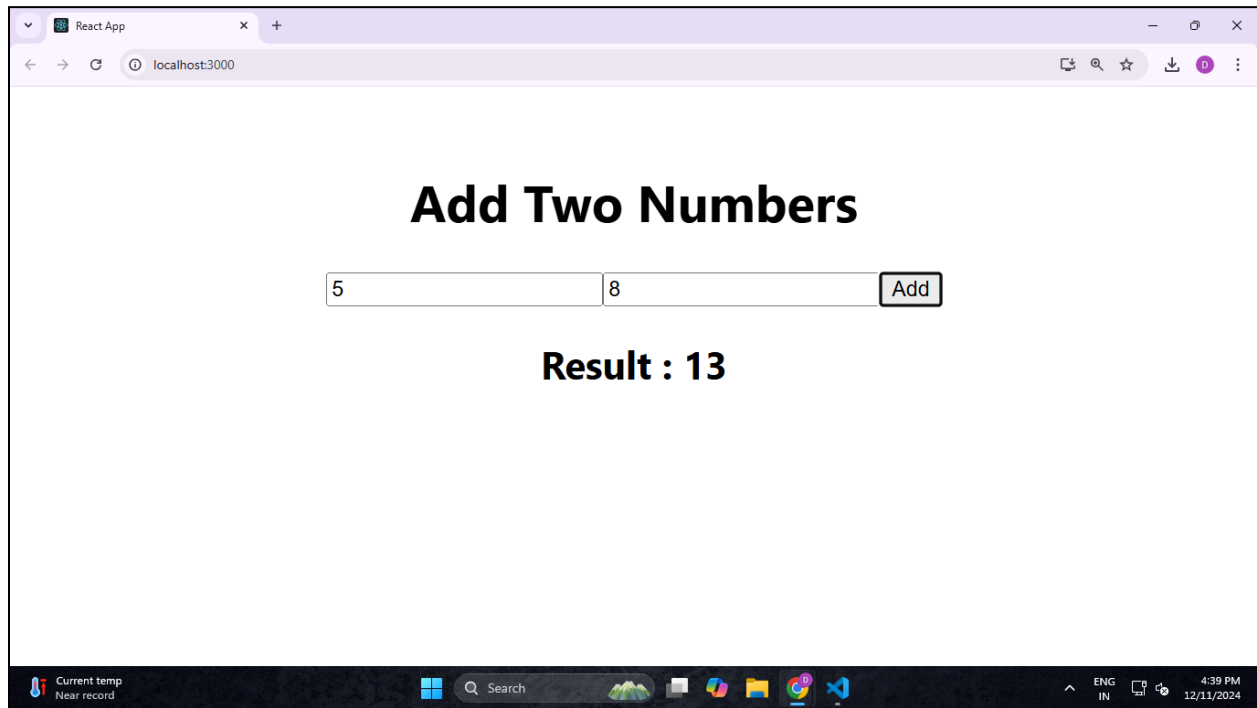 React App
localhost:3000
D
Add Two Numbers
5 8 Add
Result : 13
Current temp
Near record
Search
D
ENG
IN
4:39 PM
12/11/2024